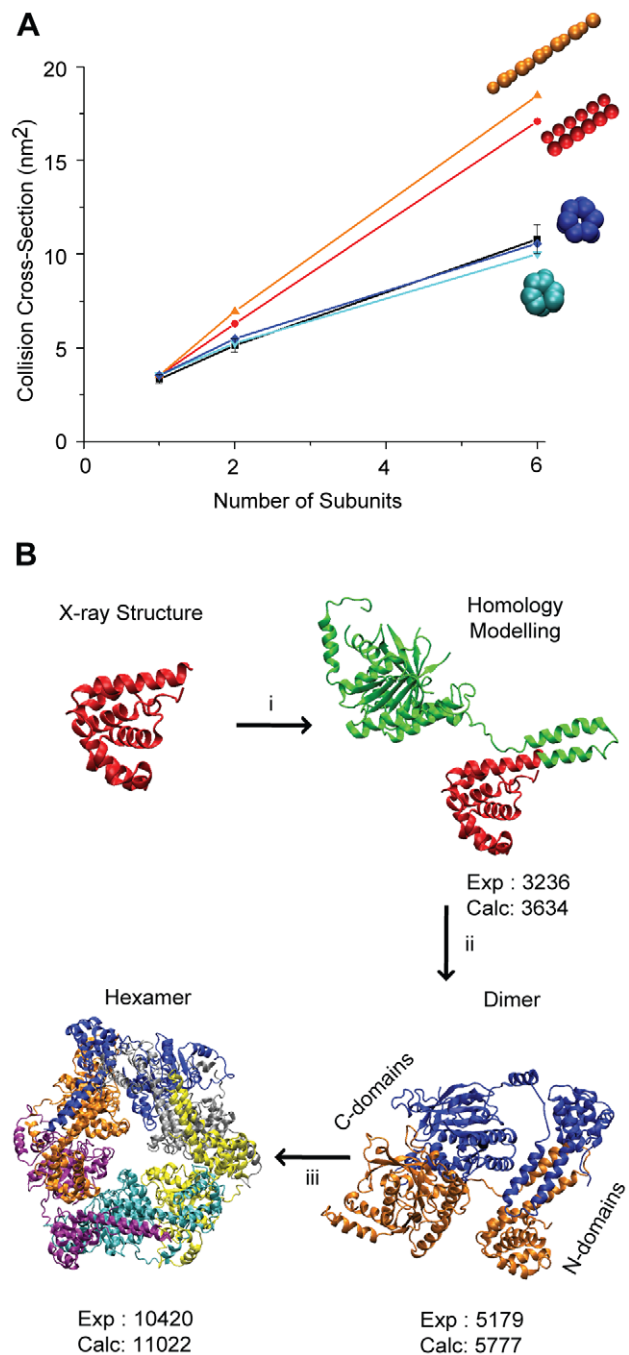 A
Collision Cross-Section (nm²)
20
15
10
5
0
0
2
4
6
Number of Subunits
B
X-ray Structure
Homology
Modelling
i
Exp : 3236
Calc: 3634
ii
Hexamer
Dimer
C-domains
iii
N-domains
Exp : 10420
Calc: 11022
Exp : 5179
Calc: 5777